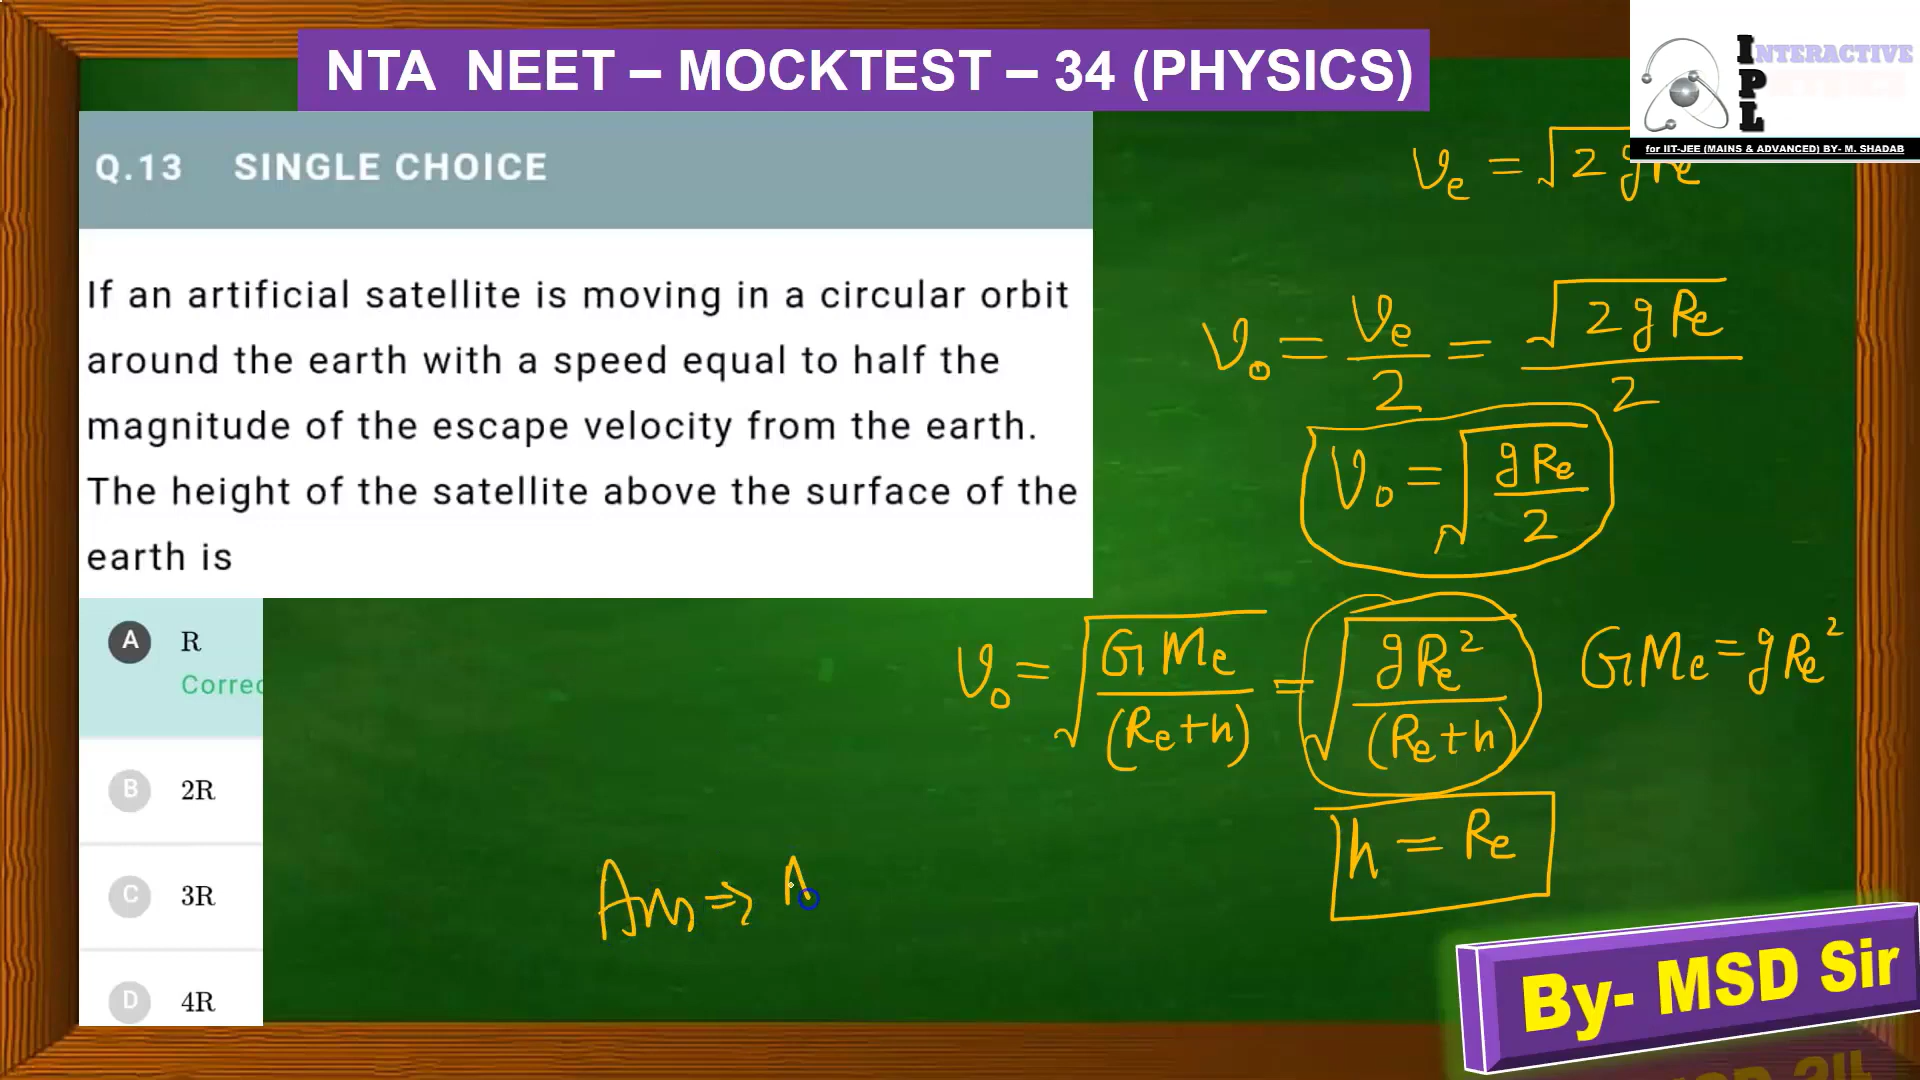 NTA NEET – MOCKTEST – 34 (PHYSICS)
INTERACTIVE
IPL
for IIT-JEE (MAINS & ADVANCED) BY- M. SHADAB
Q.13 SINGLE CHOICE
If an artificial satellite is moving in a circular orbit
around the earth with a speed equal to half the
magnitude of the escape velocity from the earth.
The height of the satellite above the surface of the
earth is
A R
Correc
B 2R
C 3R
D 4R
Ve = √2gRe
V₀ = Ve/2 = √2gRe/2
V₀ = √(gRe/2)
V₀ = √(GMe/(Re+h)) = √(gRe²/(Re+h)) GMe = gRe²
h = Re
Ans ⇒ A
By- MSD Sir